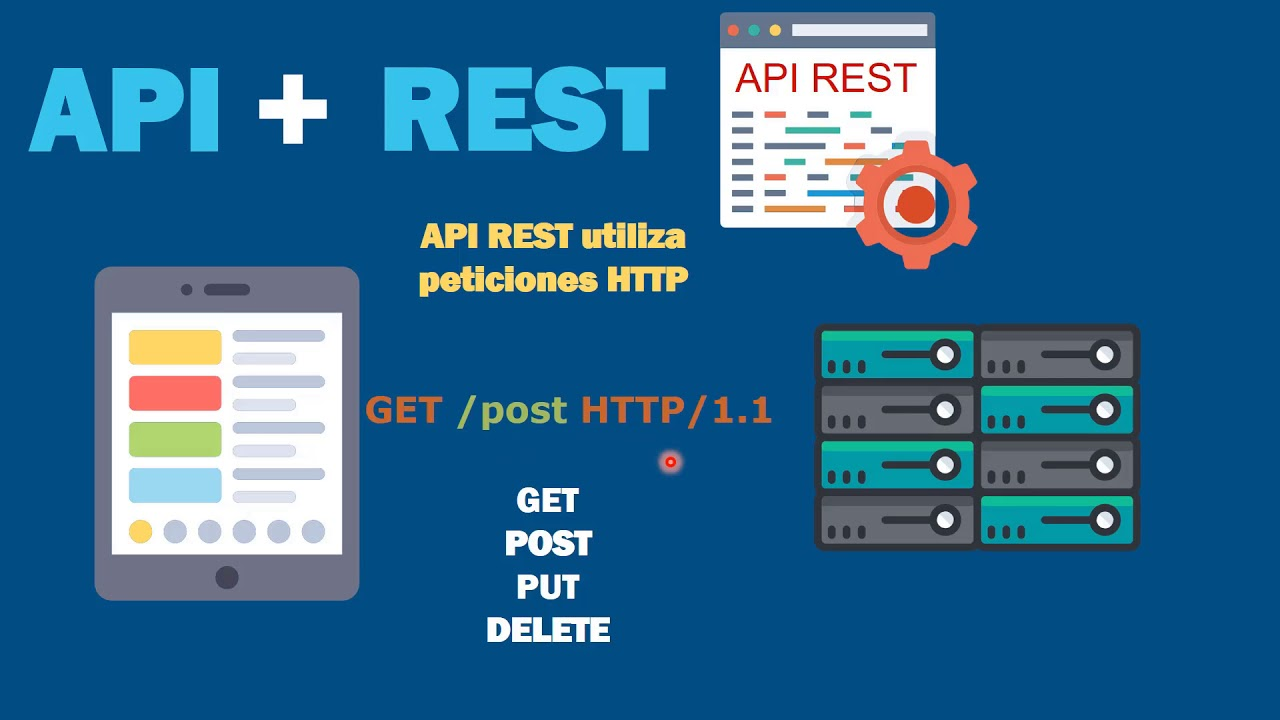 API + REST
API REST
API REST utiliza
peticiones HTTP
GET /post HTTP/1.1
GET
POST
PUT
DELETE